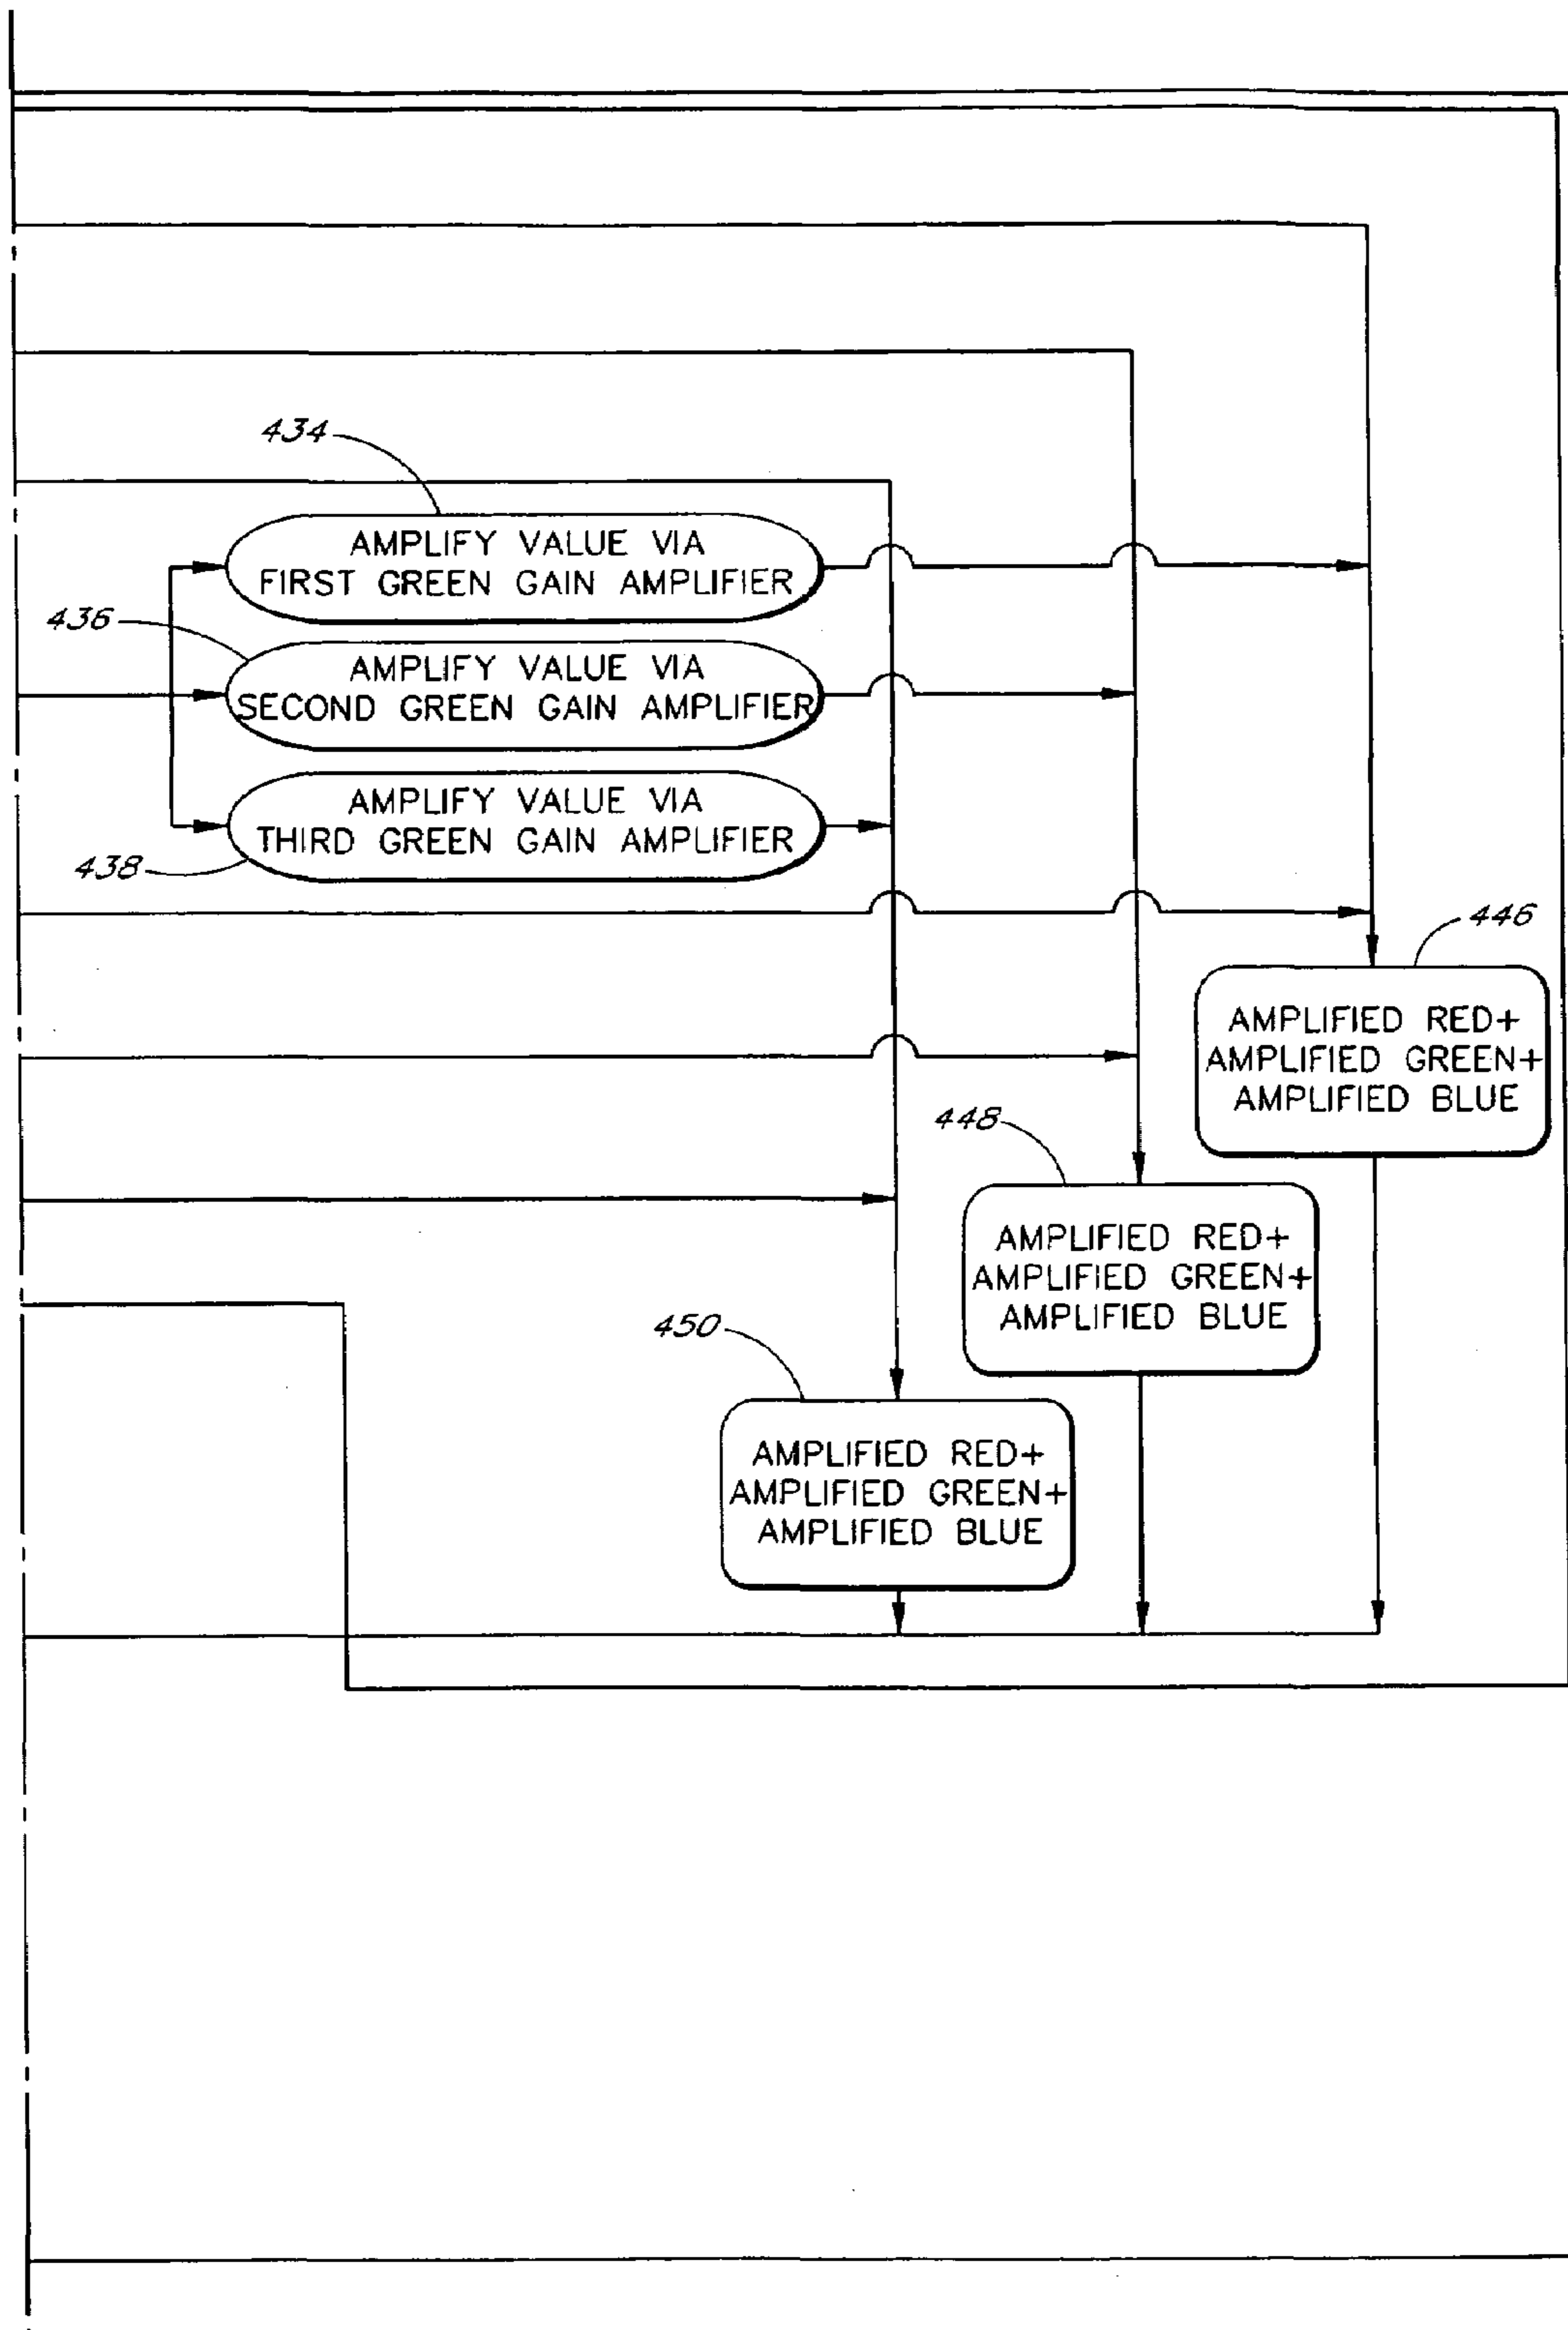 434
AMPLIFY VALUE VIA
FIRST GREEN GAIN AMPLIFIER
436
AMPLIFY VALUE VIA
SECOND GREEN GAIN AMPLIFIER
AMPLIFY VALUE VIA
THIRD GREEN GAIN AMPLIFIER
438
446
AMPLIFIED RED+
AMPLIFIED GREEN+
AMPLIFIED BLUE
448
AMPLIFIED RED+
AMPLIFIED GREEN+
AMPLIFIED BLUE
450
AMPLIFIED RED+
AMPLIFIED GREEN+
AMPLIFIED BLUE